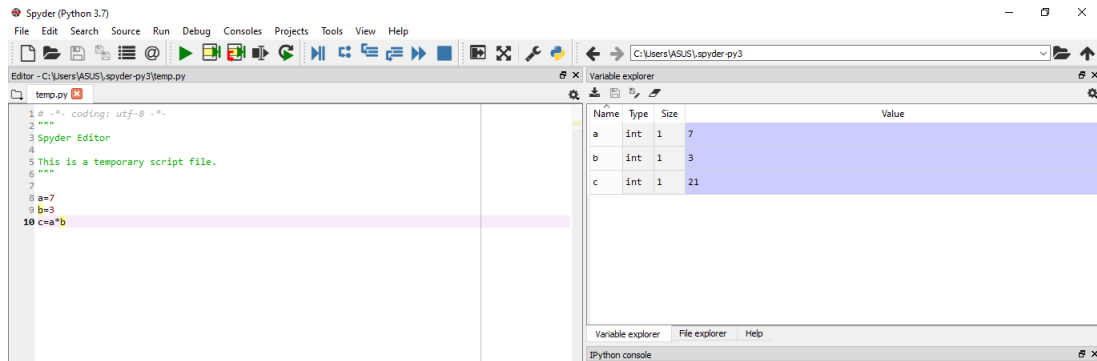 Spyder (Python 3.7)
File Edit Search Source Run Debug Consoles Projects Tools View Help
C:\Users\ASUS\.spyder-py3
Editor - C:\Users\ASUS\.spyder-py3\temp.py
temp.py
1 # -*- coding: utf-8 -*-
2 """
3 Spyder Editor
4
5 This is a temporary script file.
6 """
7
8 a=7
9 b=3
10 c=a*b
Variable explorer
Name Type Size Value
a int 1 7
b int 1 3
c int 1 21
Variable explorer File explorer Help
IPython console